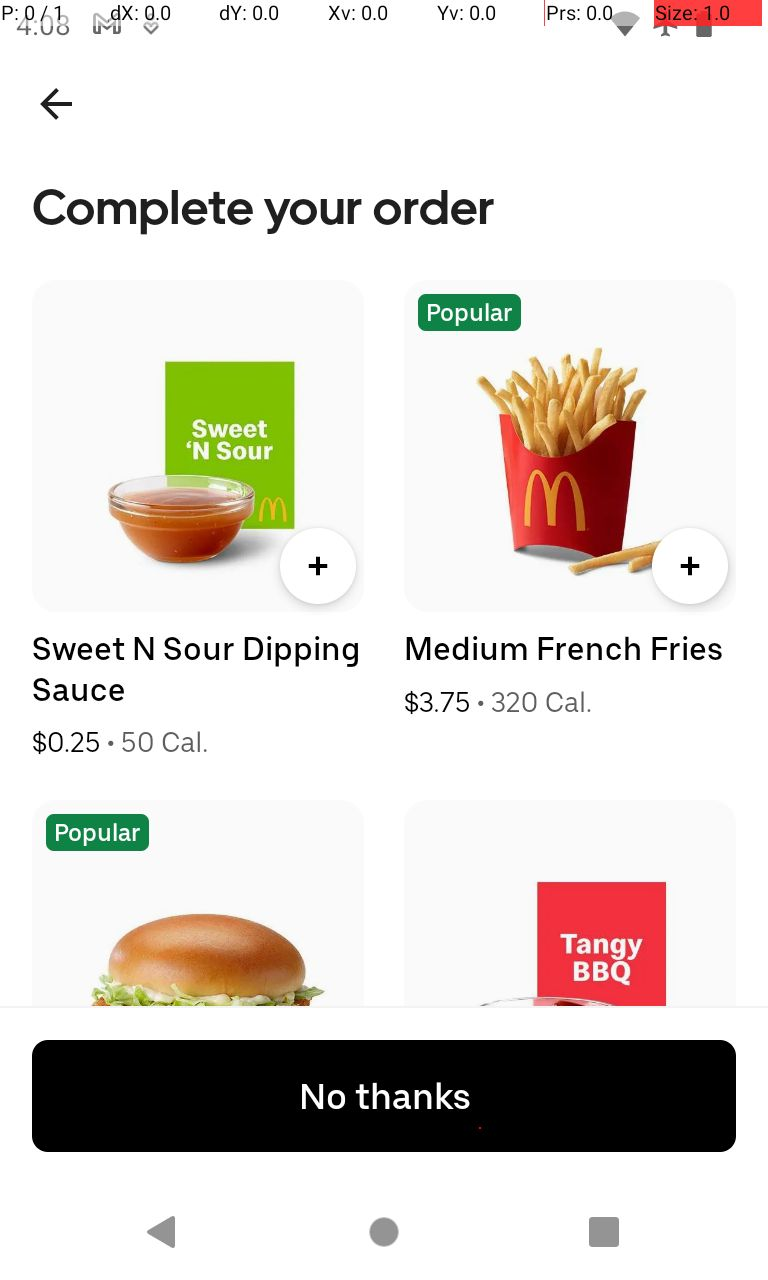 P: 0 / 1 dX: 0.0 dY: 0.0 Xv: 0.0 Yv: 0.0 Prs: 0.0 Size: 1.0
4:08
Complete your order
Popular
Sweet
'N Sour
+
+
Sweet N Sour Dipping
Sauce
$0.25 • 50 Cal.
Medium French Fries
$3.75 • 320 Cal.
Popular
Tangy
BBQ
No thanks